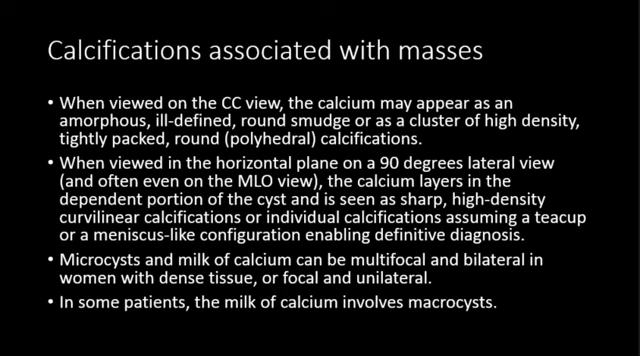 Calcifications associated with masses
• When viewed on the CC view, the calcium may appear as an
amorphous, ill-defined, round smudge or as a cluster of high density,
tightly packed, round (polyhedral) calcifications.
• When viewed in the horizontal plane on a 90 degrees lateral view
(and often even on the MLO view), the calcium layers in the
dependent portion of the cyst and is seen as sharp, high-density
curvilinear calcifications or individual calcifications assuming a teacup
or a meniscus-like configuration enabling definitive diagnosis.
• Microcysts and milk of calcium can be multifocal and bilateral in
women with dense tissue, or focal and unilateral.
• In some patients, the milk of calcium involves macrocysts.